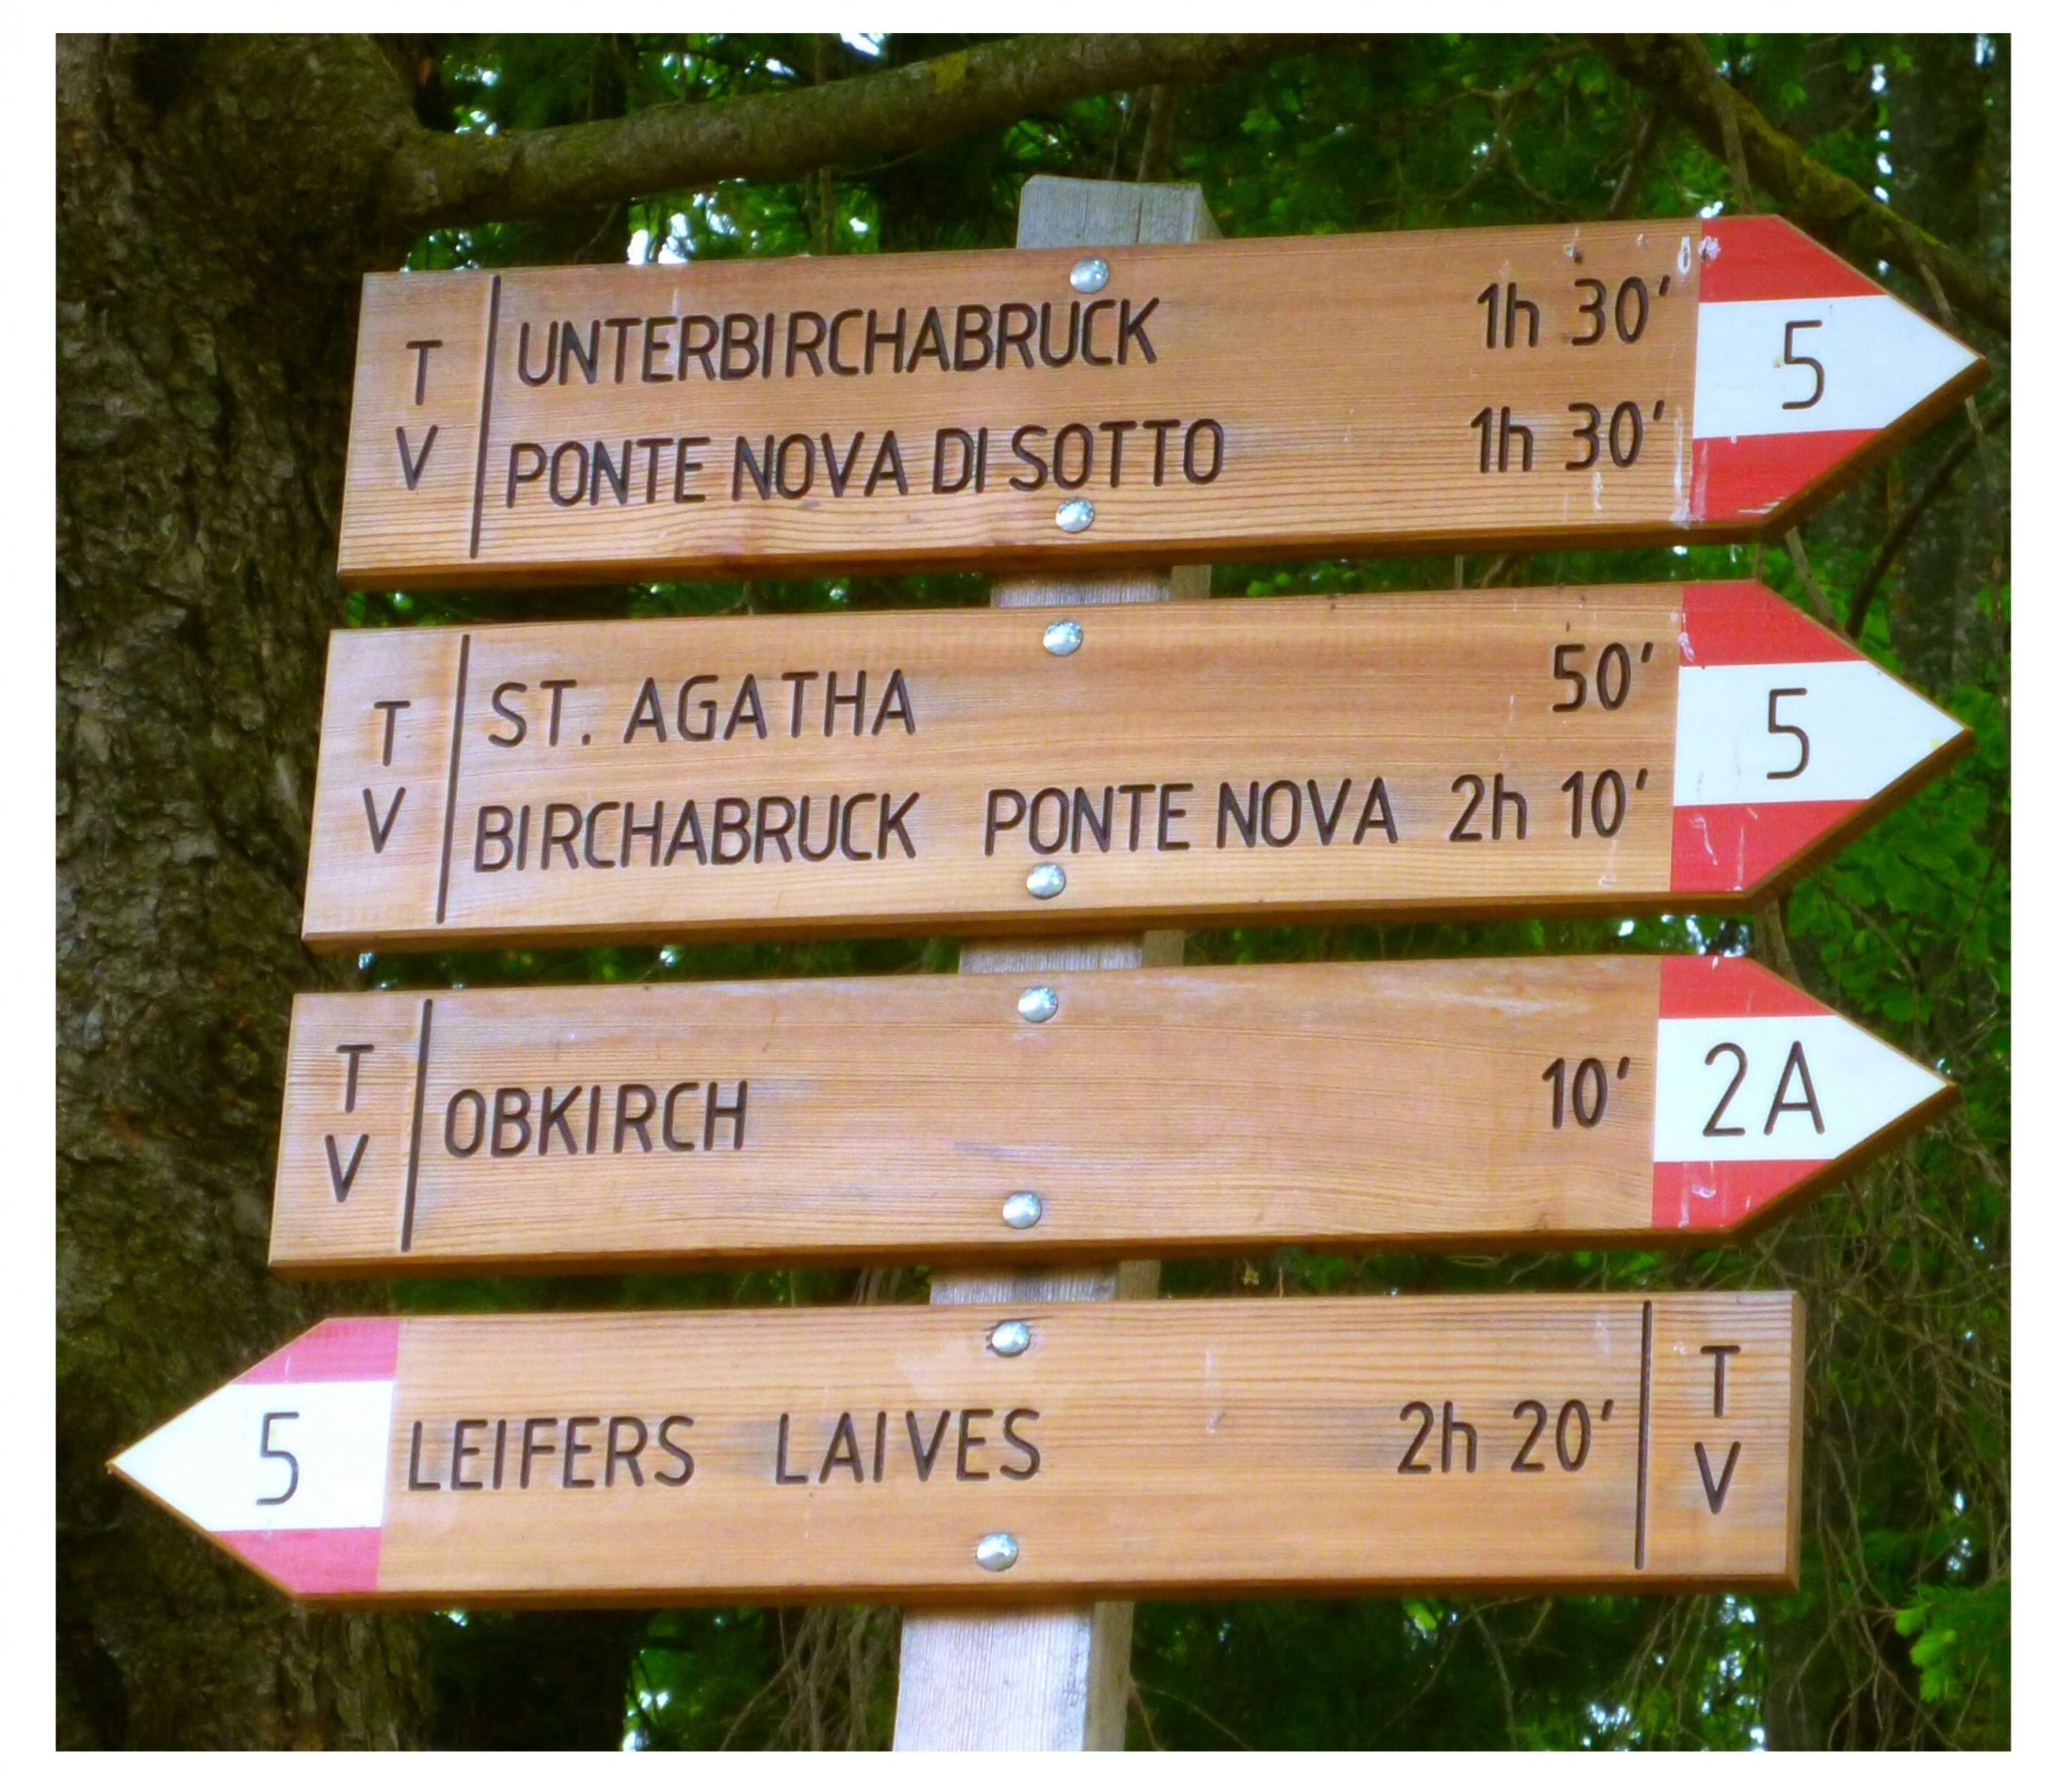 T
V
UNTERBIRCHABRUCK 1h 30' 5
PONTE NOVA DI SOTTO 1h 30'
T
V
ST. AGATHA 50' 5
BIRCHABRUCK PONTE NOVA 2h 10'
T
V
OBKIRCH 10' 2A
5 LEIFERS LAIVES 2h 20'
T
V